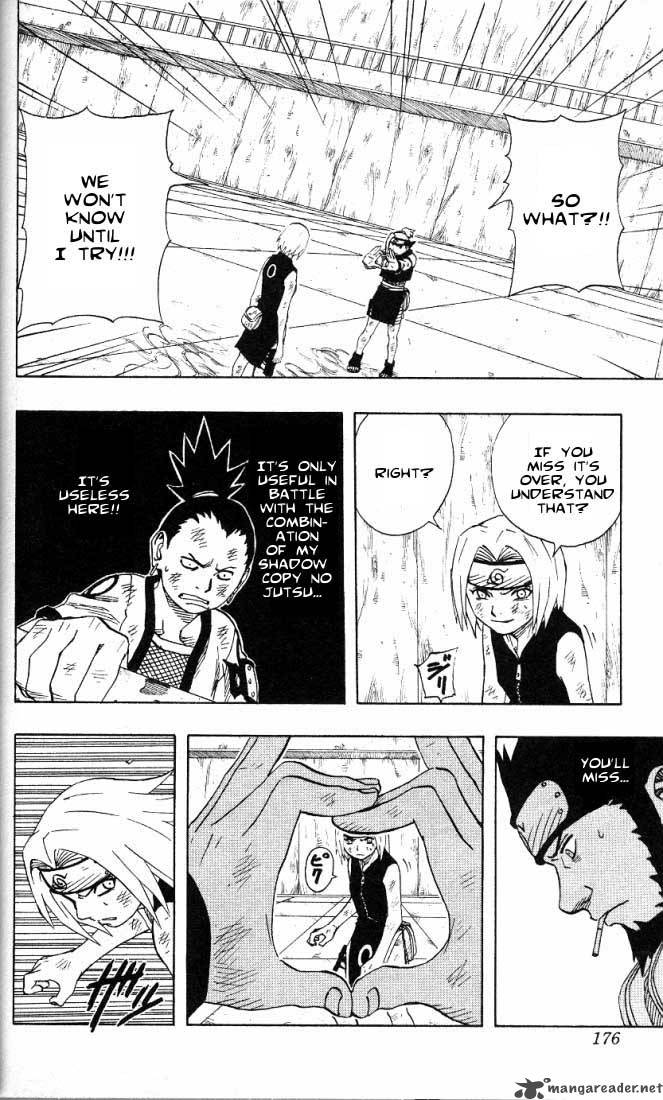 SO
WHAT?!!
WE
WON'T
KNOW
UNTIL
I TRY!!!
IF YOU
MISS IT'S
OVER, YOU
UNDERSTAND
THAT?
RIGHT?
ジリ
IT'S ONLY
USEFUL IN
BATTLE
WITH THE
COMBIN-
ATION
OF MY
SHADOW
COPY NO
JUTSU...
IT'S
USELESS
HERE!!
YOU'LL
MISS...
ピク
176
mangareader.net